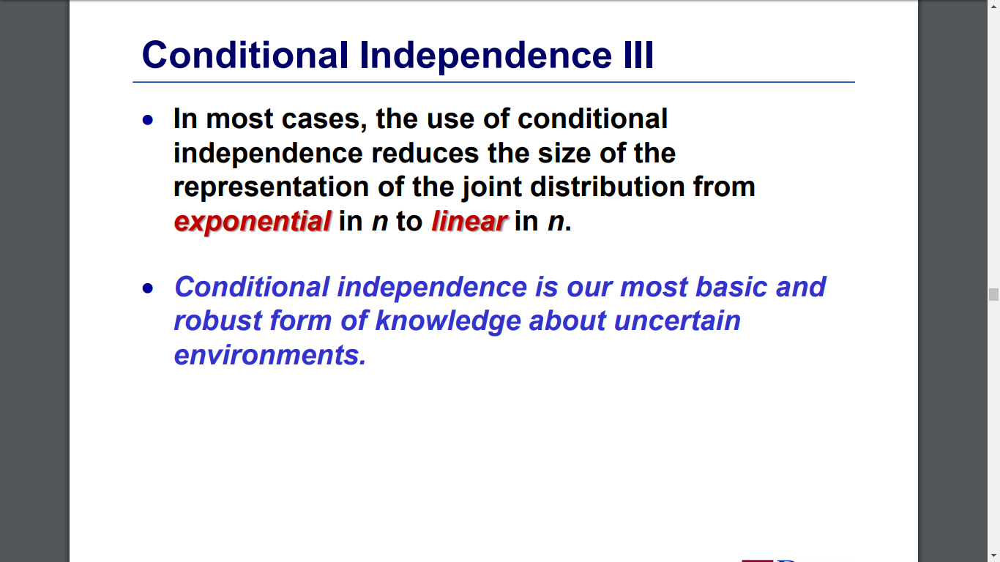 Conditional Independence III
• In most cases, the use of conditional
independence reduces the size of the
representation of the joint distribution from
exponential in n to linear in n.
• Conditional independence is our most basic and
robust form of knowledge about uncertain
environments.